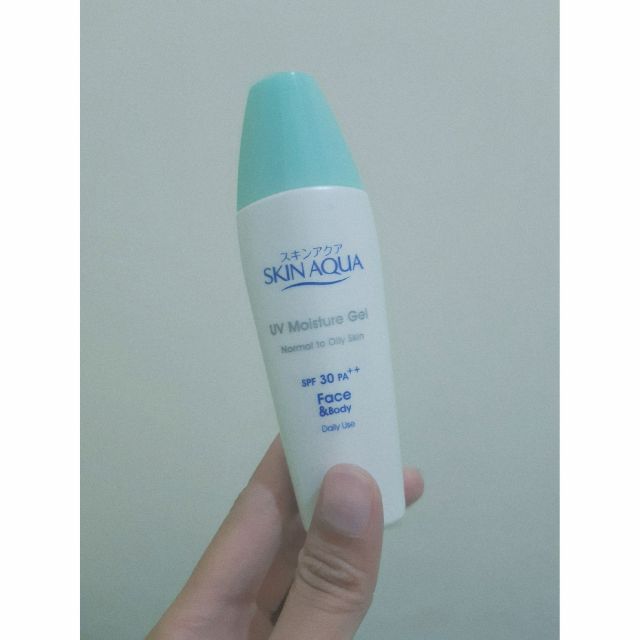 スキンアクア
SKIN AQUA
UV Moisture Gel
Normal to Oily Skin
SPF 30 PA++
Face
&Body
Daily Use